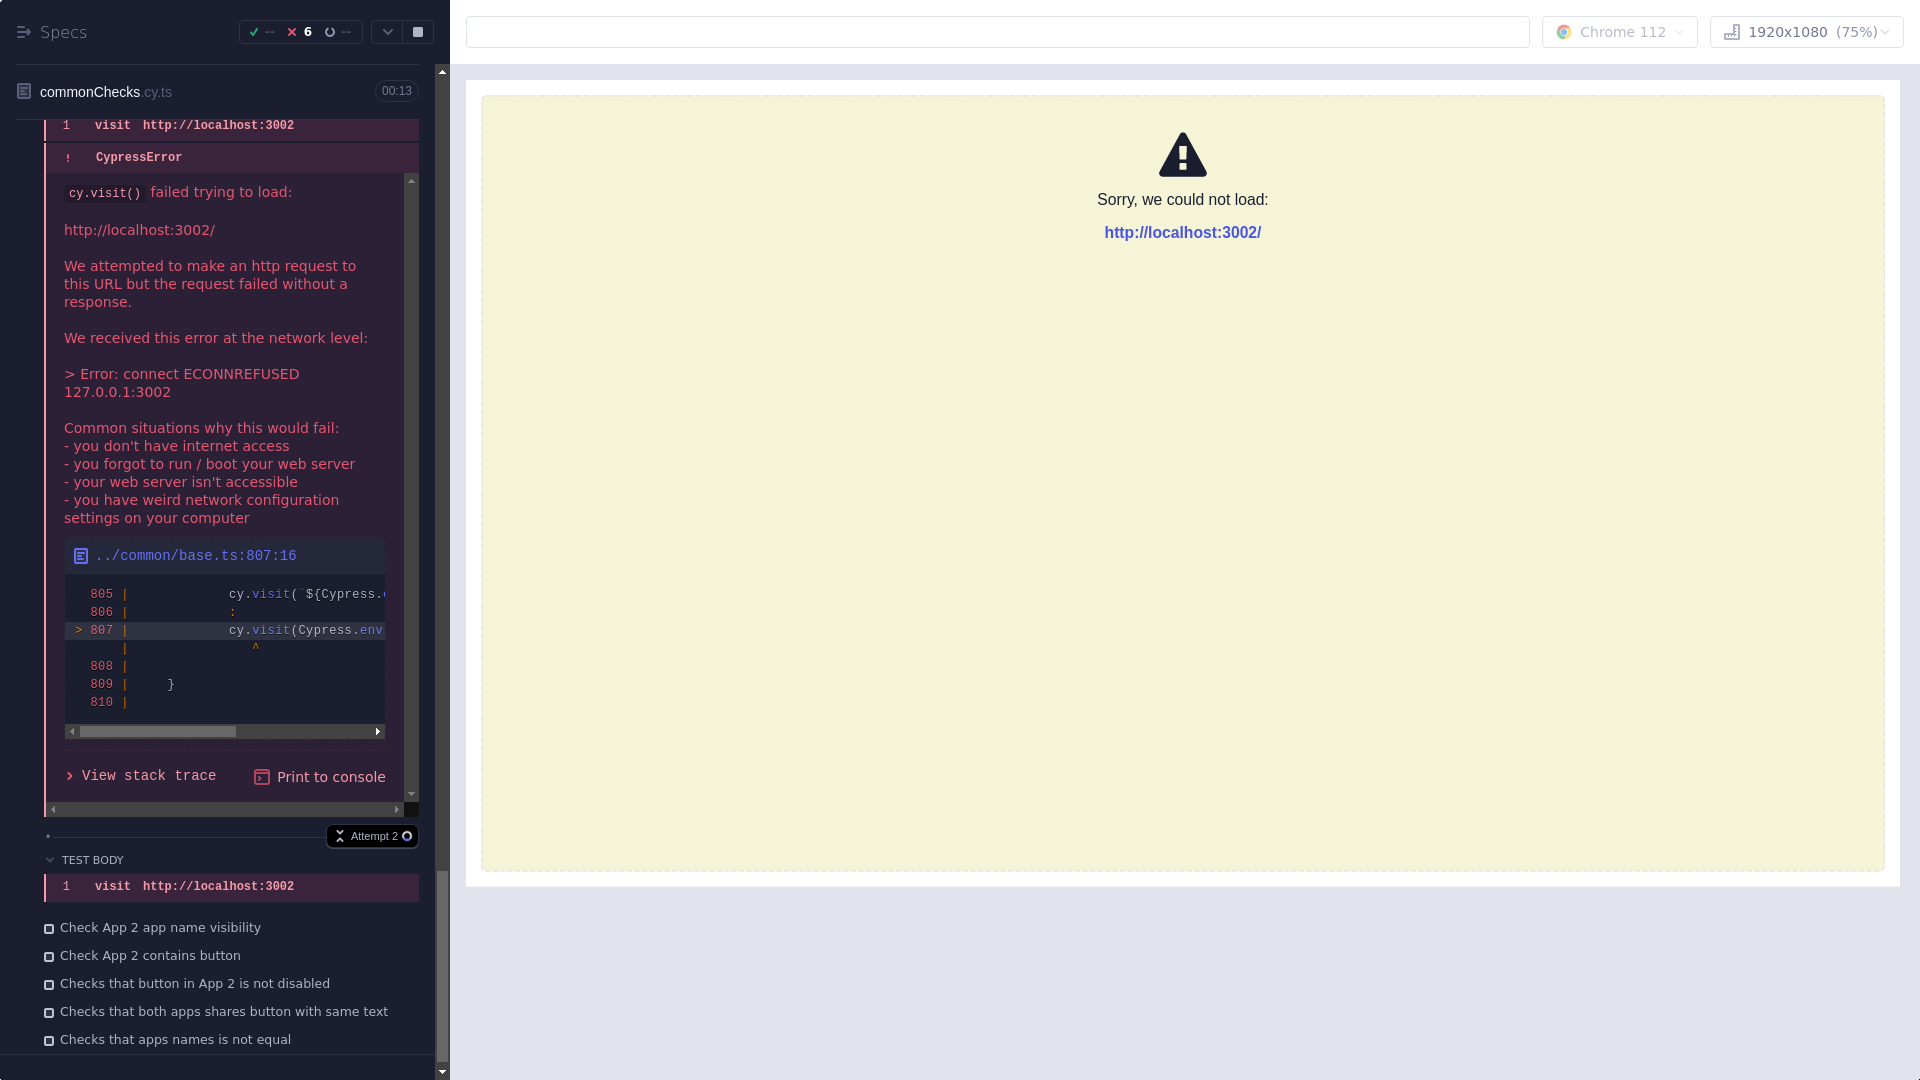 Specs
-- 6 --
commonChecks.cy.ts 00:13
1 visit http://localhost:3002
! CypressError
cy.visit() failed trying to load:
http://localhost:3002/
We attempted to make an http request to
this URL but the request failed without a
response.
We received this error at the network level:
> Error: connect ECONNREFUSED
127.0.0.1:3002
Common situations why this would fail:
- you don't have internet access
- you forgot to run / boot your web server
- your web server isn't accessible
- you have weird network configuration
settings on your computer
../common/base.ts:807:16
805 | cy.visit(`${Cypress.
806 | :
> 807 | cy.visit(Cypress.env
| ^
808 |
809 | }
810 |
View stack trace Print to console
Attempt 2
TEST BODY
1 visit http://localhost:3002
Check App 2 app name visibility
Check App 2 contains button
Checks that button in App 2 is not disabled
Checks that both apps shares button with same text
Checks that apps names is not equal
Chrome 112
1920x1080 (75%)
Sorry, we could not load:
http://localhost:3002/